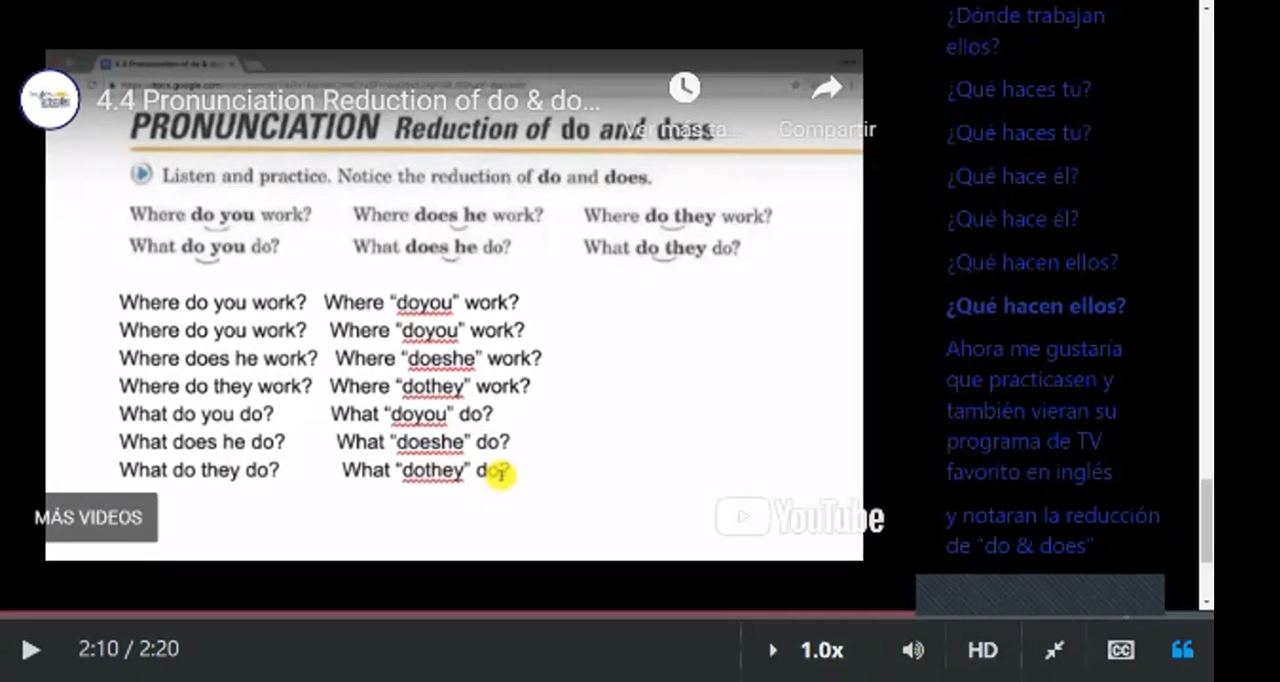 ¿Dónde trabajan
ellos?
¿Qué haces tu?
¿Qué haces tu?
¿Qué hace él?
¿Qué hace él?
¿Qué hacen ellos?
¿Qué hacen ellos?
Ahora me gustaría
que practicasen y
también vieran su
programa de TV
favorito en inglés
y notaran la reducción
de “do & does”
4.4 Pronunciation Reduction of do & do...
Compartir
PRONUNCIATION Reduction of do and does
Listen and practice. Notice the reduction of do and does.
Where do you work? Where does he work? Where do they work?
What do you do? What does he do? What do they do?
Where do you work? Where “doyou” work?
Where do you work? Where “doyou” work?
Where does he work? Where “doeshe” work?
Where do they work? Where “dothey” work?
What do you do? What “doyou” do?
What does he do? What “doeshe” do?
What do they do? What “dothey” do?
MÁS VIDEOS
YouTube
2:10 / 2:20
1.0x
HD
CC